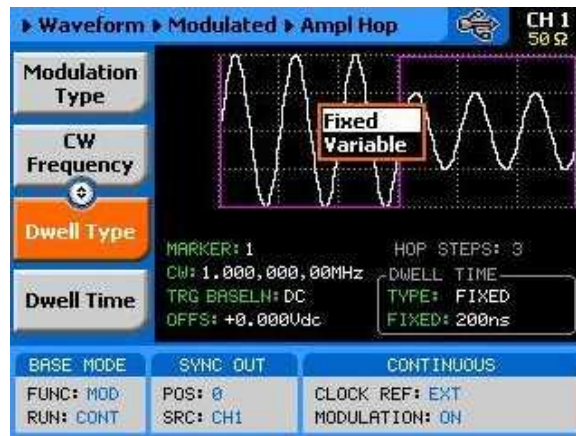 Waveform Modulated Ampl Hop
CH 1
50 Ω
Modulation
Type
CW
Frequency
Dwell Type
Dwell Time
Fixed
Variable
MARKER: 1
HOP STEPS: 3
CW: 1.000,000,00MHz
TRG BASELN: DC
OFFS: +0.000Vdc
DWELL TIME
TYPE: FIXED
FIXED: 200ns
BASE MODE
FUNC: MOD
RUN: CONT
SYNC OUT
POS: 0
SRC: CH1
CONTINUOUS
CLOCK REF: EXT
MODULATION: ON